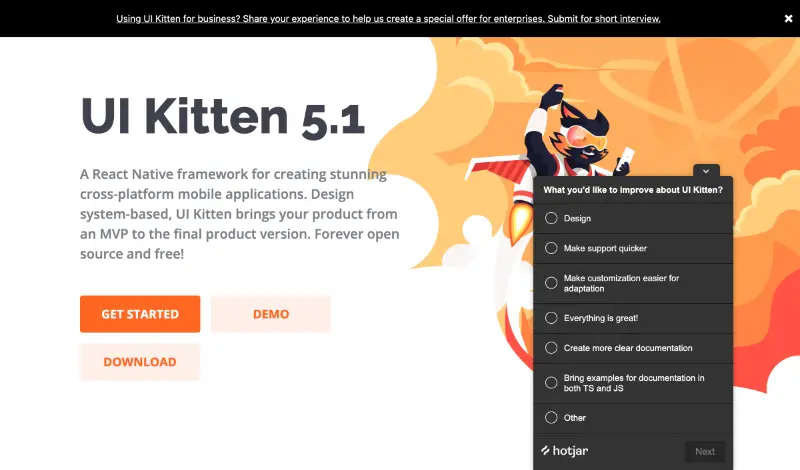 Using UI Kitten for business? Share your experience to help us create a special offer for enterprises. Submit for short interview.
UI Kitten 5.1
A React Native framework for creating stunning
cross-platform mobile applications. Design
system-based, UI Kitten brings your product from
an MVP to the final product version. Forever open
source and free!
GET STARTED
DEMO
DOWNLOAD
What you'd like to improve about UI Kitten?
Design
Make support quicker
Make customization easier for
adaptation
Everything is great!
Create more clear documentation
Bring examples for documentation in
both TS and JS
Other
hotjar
Next